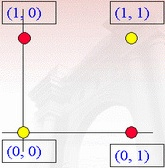 (1, 0) (1, 1)
(0, 0) (0, 1)